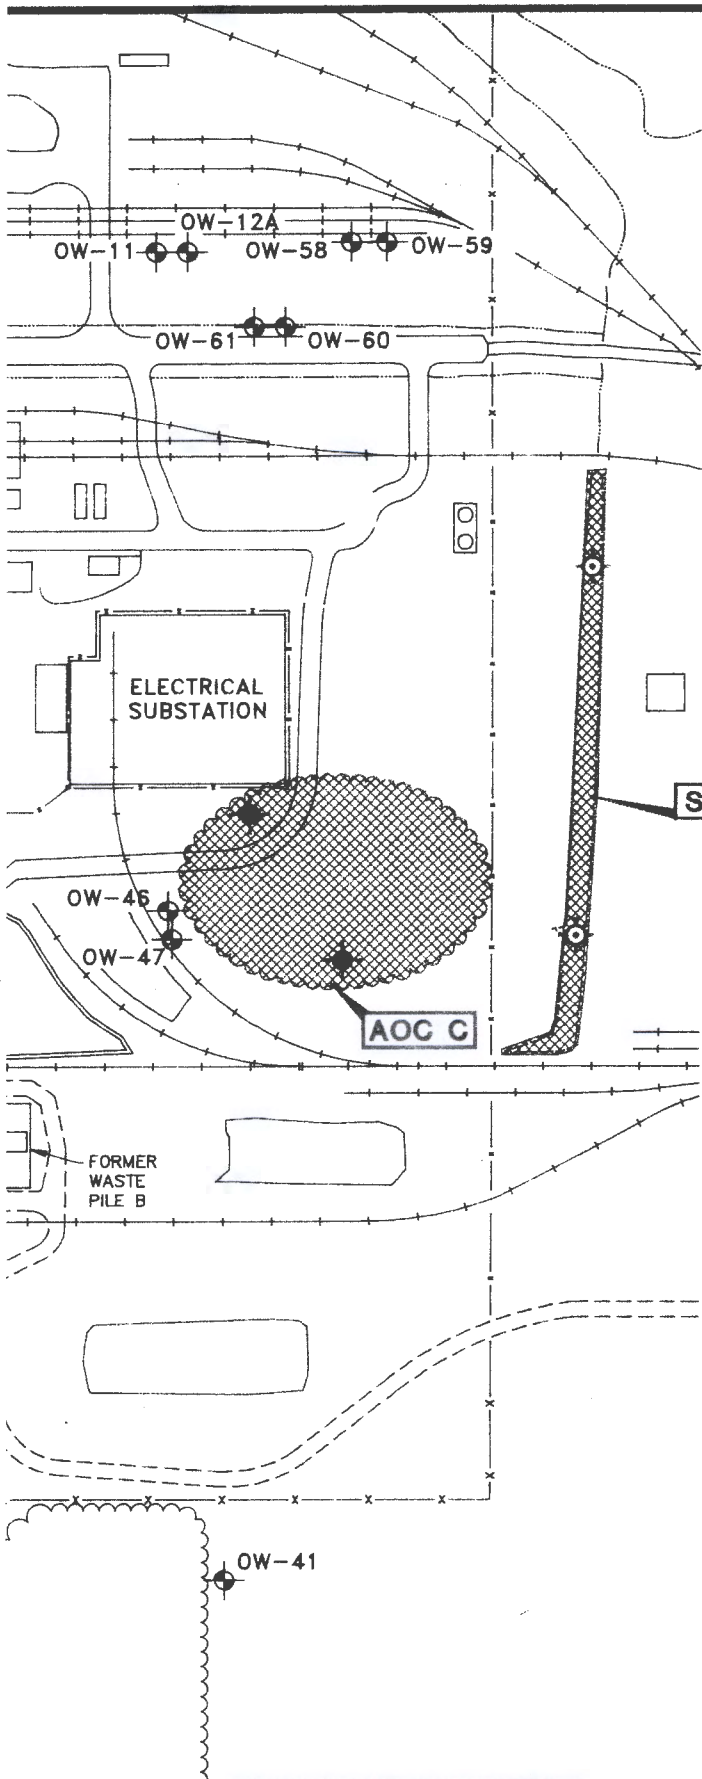 OW-12A
OW-11
OW-58
OW-59
OW-61
OW-60
ELECTRICAL
SUBSTATION
S
OW-46
OW-47
AOC C
FORMER
WASTE
PILE B
OW-41